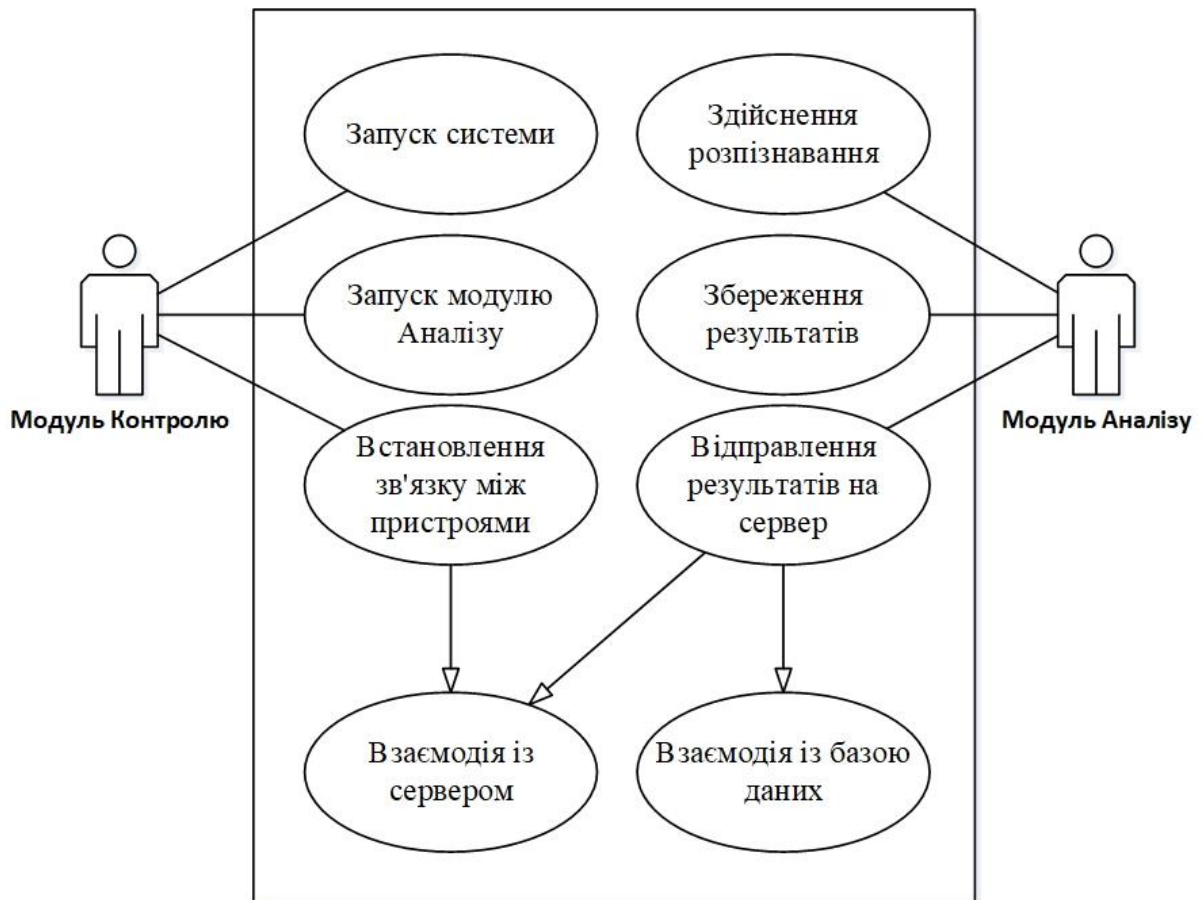 Запуск системи
Здійснення
розпізнавання
Запуск модулю
Аналізу
Збереження
результатів
Модуль Контролю
Модуль Аналізу
Встановлення
зв'язку між
пристроями
Відправлення
результатів на
сервер
Взаємодія із
сервером
Взаємодія із базою
даних